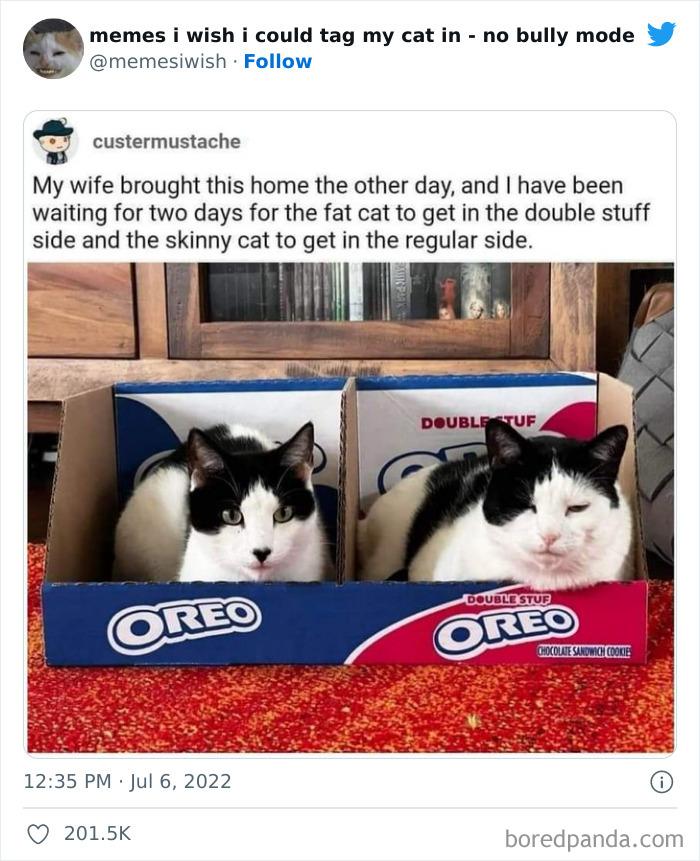 memes i wish i could tag my cat in - no bully mode
@memesiwish · Follow
custermustache
My wife brought this home the other day, and I have been
waiting for two days for the fat cat to get in the double stuff
side and the skinny cat to get in the regular side.
DOUBLE STUF
OREO
DOUBLE STUF
OREO
CHOCOLATE SANDWICH COOKIE
12:35 PM · Jul 6, 2022
201.5K
boredpanda.com